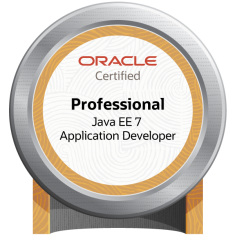 ORACLE
Certified
Professional
Java EE 7
Application Developer